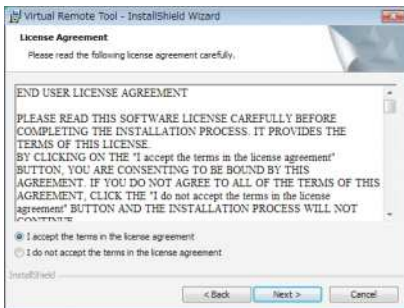 Virtual Remote Tool - InstallShield Wizard
License Agreement
Please read the following license agreement carefully.
END USER LICENSE AGREEMENT
PLEASE READ THIS SOFTWARE LICENSE CAREFULLY BEFORE
COMPLETING THE INSTALLATION PROCESS. IT PROVIDES THE
TERMS OF THIS LICENSE.
BY CLICKING ON THE "I accept the terms in the license agreement"
BUTTON, YOU ARE CONSENTING TO BE BOUND BY THIS
AGREEMENT. IF YOU DO NOT AGREE TO ALL OF THE TERMS OF THIS
AGREEMENT, CLICK THE "I do not accept the terms in the license
agreement" BUTTON AND THE INSTALLATION PROCESS WILL NOT
CONTINUE
I accept the terms in the license agreement
I do not accept the terms in the license agreement
InstallShield
< Back
Next >
Cancel